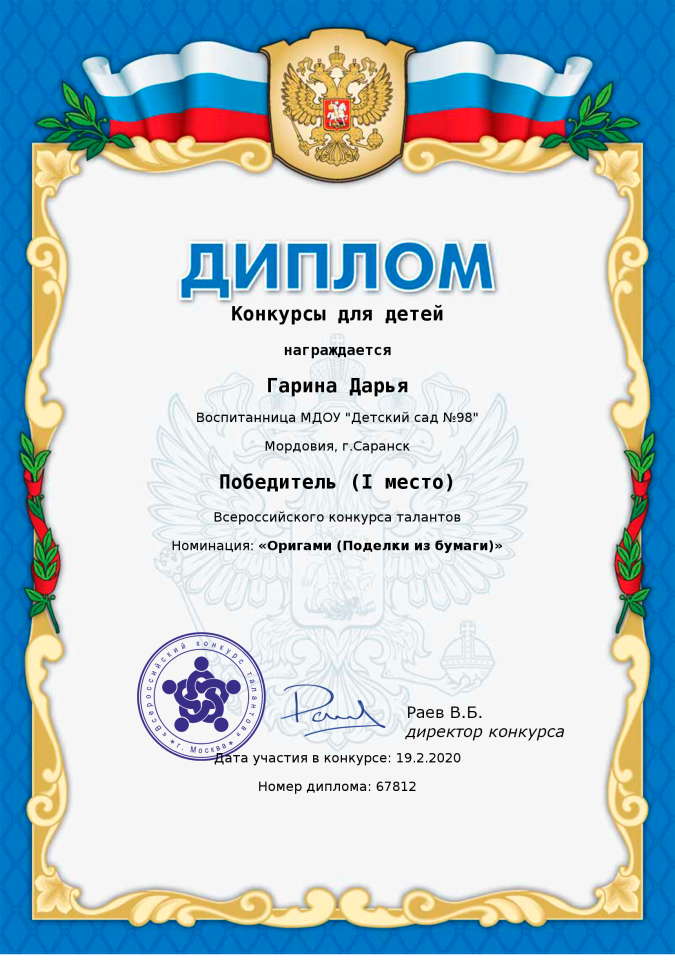 ДИПЛОМ
Конкурсы для детей
награждается
Гарина Дарья
Воспитанница МДОУ "Детский сад №98"
Мордовия, г.Саранск
Победитель (I место)
Всероссийского конкурса талантов
Номинация: «Оригами (Поделки из бумаги)»
«Всероссийский конкурс талантов»
* г. Москва *
Раев В.Б.
директор конкурса
Дата участия в конкурсе: 19.2.2020
Номер диплома: 67812